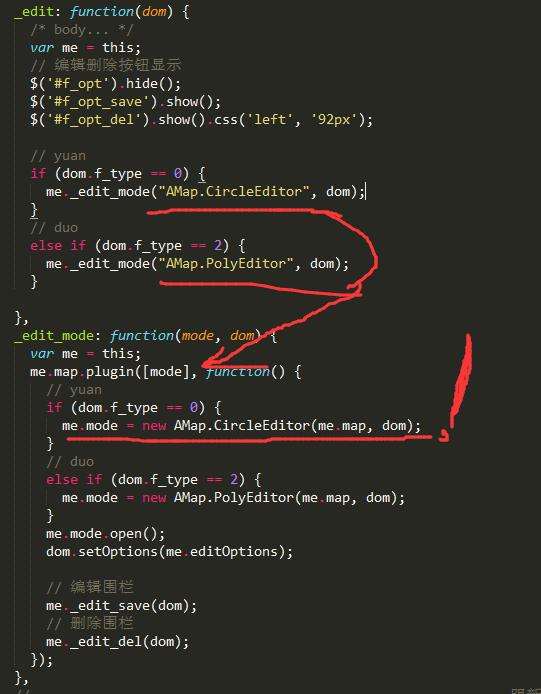 _edit: function(dom) {
/* body... */
var me = this;
// 编辑删除按钮显示
$('#f_opt').hide();
$('#f_opt_save').show();
$('#f_opt_del').show().css('left', '92px');
// yuan
if (dom.f_type == 0) {
me._edit_mode("AMap.CircleEditor", dom);
}
// duo
else if (dom.f_type == 2) {
me._edit_mode("AMap.PolyEditor", dom);
}
},
_edit_mode: function(mode, dom) {
var me = this;
me.map.plugin([mode], function() {
// yuan
if (dom.f_type == 0) {
me.mode = new AMap.CircleEditor(me.map, dom);
}
// duo
else if (dom.f_type == 2) {
me.mode = new AMap.PolyEditor(me.map, dom);
}
me.mode.open();
dom.setOptions(me.editOptions);
// 编辑围栏
me._edit_save(dom);
// 删除围栏
me._edit_del(dom);
});
},